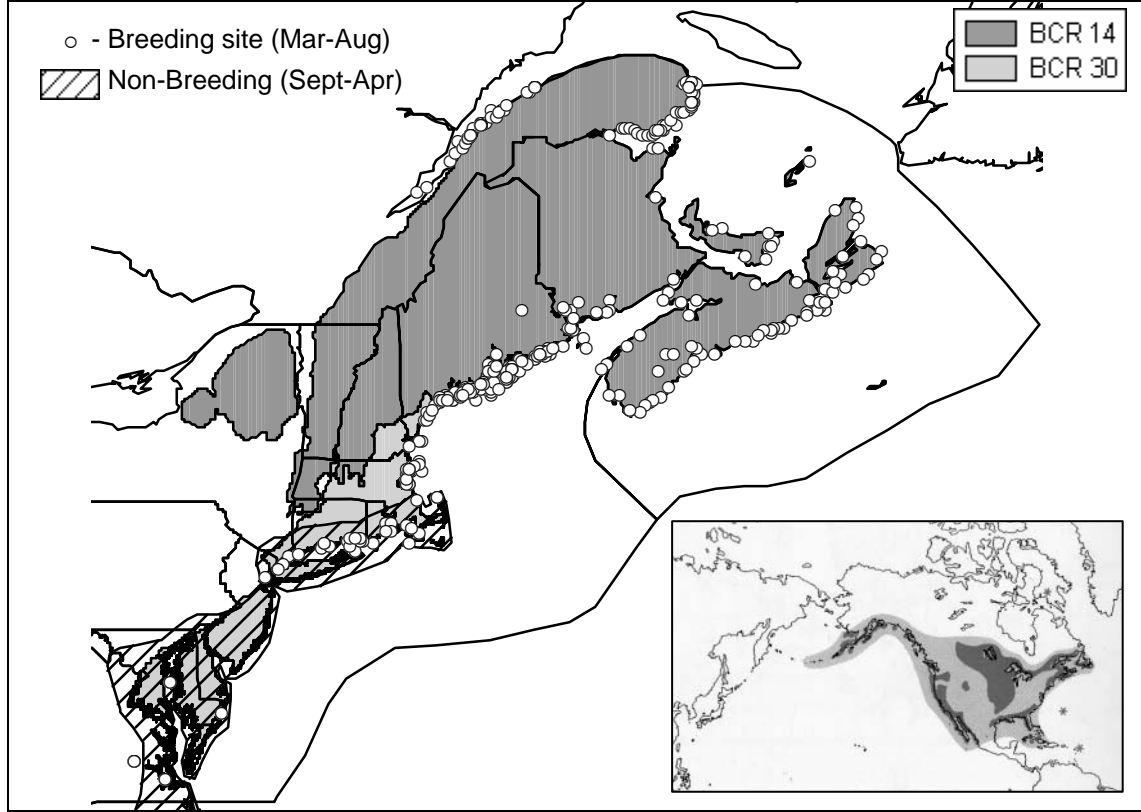 ○ - Breeding site (Mar-Aug)
Non-Breeding (Sept-Apr)
BCR 14
BCR 30